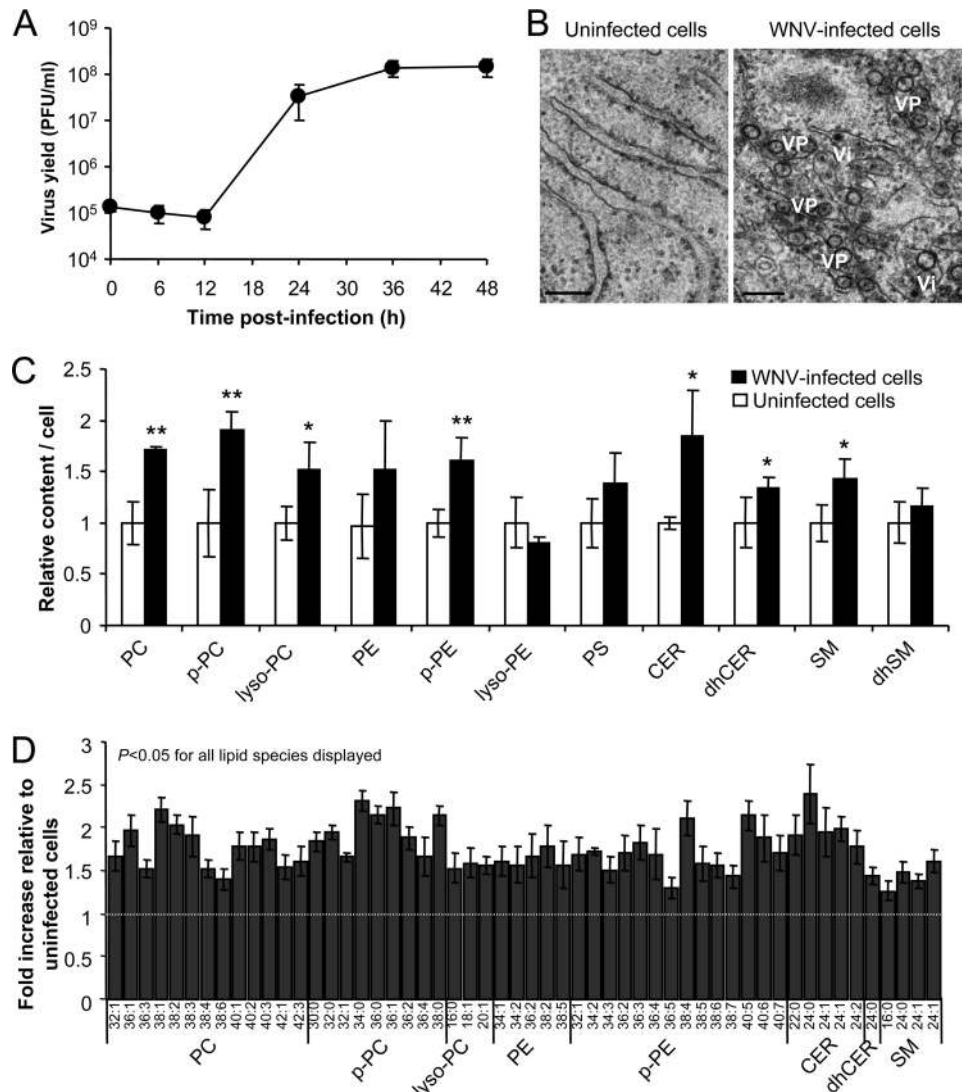 A
Virus yield (PFU/ml)
10⁹
10⁸
10⁷
10⁶
10⁵
10⁴
0 6 12 18 24 30 36 42 48
Time post-infection (h)
B
Uninfected cells WNV-infected cells
VP
VP Vi
VP
VP
Vi
C
Relative content / cell
2.5
2
1.5
1
0.5
0
WNV-infected cells
Uninfected cells
** ** * ** * * *
PC p-PC lyso-PC PE p-PE lyso-PE PS CER dhCER SM dhSM
D
Fold increase relative to
uninfected cells
3
2.5
2
1.5
1
0.5
0
P<0.05 for all lipid species displayed
32:1 36:1 36:3 38:1 38:2 38:3 38:4 38:6 40:1 40:2 40:3 42:1 42:3 30:0 32:0 32:1 34:0 36:0 36:1 36:2 36:4 38:0 16:0 18:1 20:1 34:1 34:2 36:2 38:2 38:5 32:1 34:2 34:3 36:2 36:3 36:4 36:5 38:4 38:5 38:6 38:7 40:5 40:6 40:7 22:0 24:0 24:1 24:1 24:2 24:0 16:0 24:0 24:1 24:1
PC p-PC lyso-PC PE p-PE CER dhCER SM